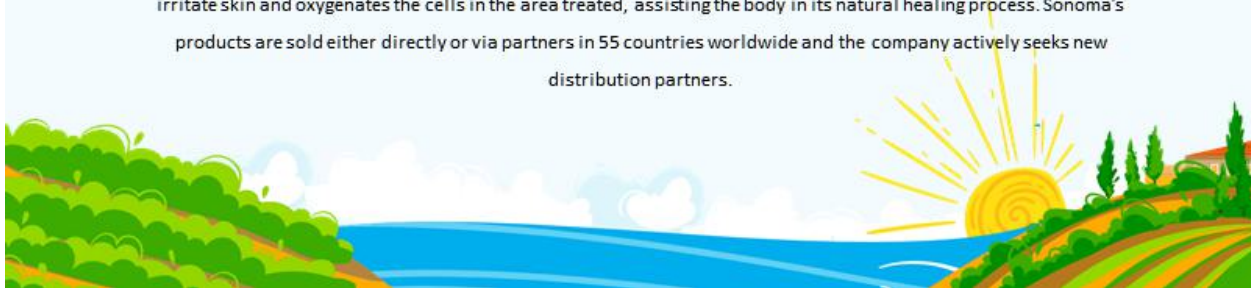 irritate skin and oxygenates the cells in the area treated, assisting the body in its natural healing process. Sonoma's
products are sold either directly or via partners in 55 countries worldwide and the company actively seeks new
distribution partners.